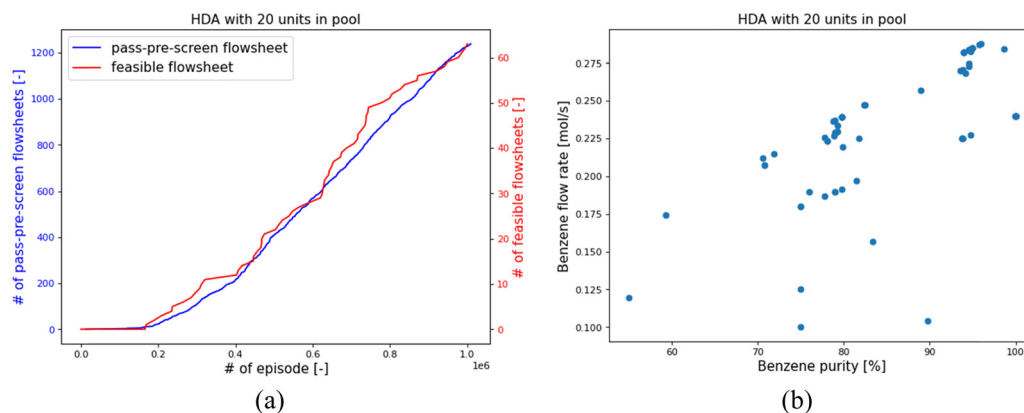 HDA with 20 units in pool
pass-pre-screen flowsheet
feasible flowsheet
# of pass-pre-screen flowsheets [-]
1200
1000
800
600
400
200
0
60
50
40
30
20
10
0
# of feasible flowsheets [-]
0.0 0.2 0.4 0.6 0.8 1.0
1e6
# of episode [-]
(a)
HDA with 20 units in pool
Benzene flow rate [mol/s]
0.275
0.250
0.225
0.200
0.175
0.150
0.125
0.100
60 70 80 90 100
Benzene purity [%]
(b)